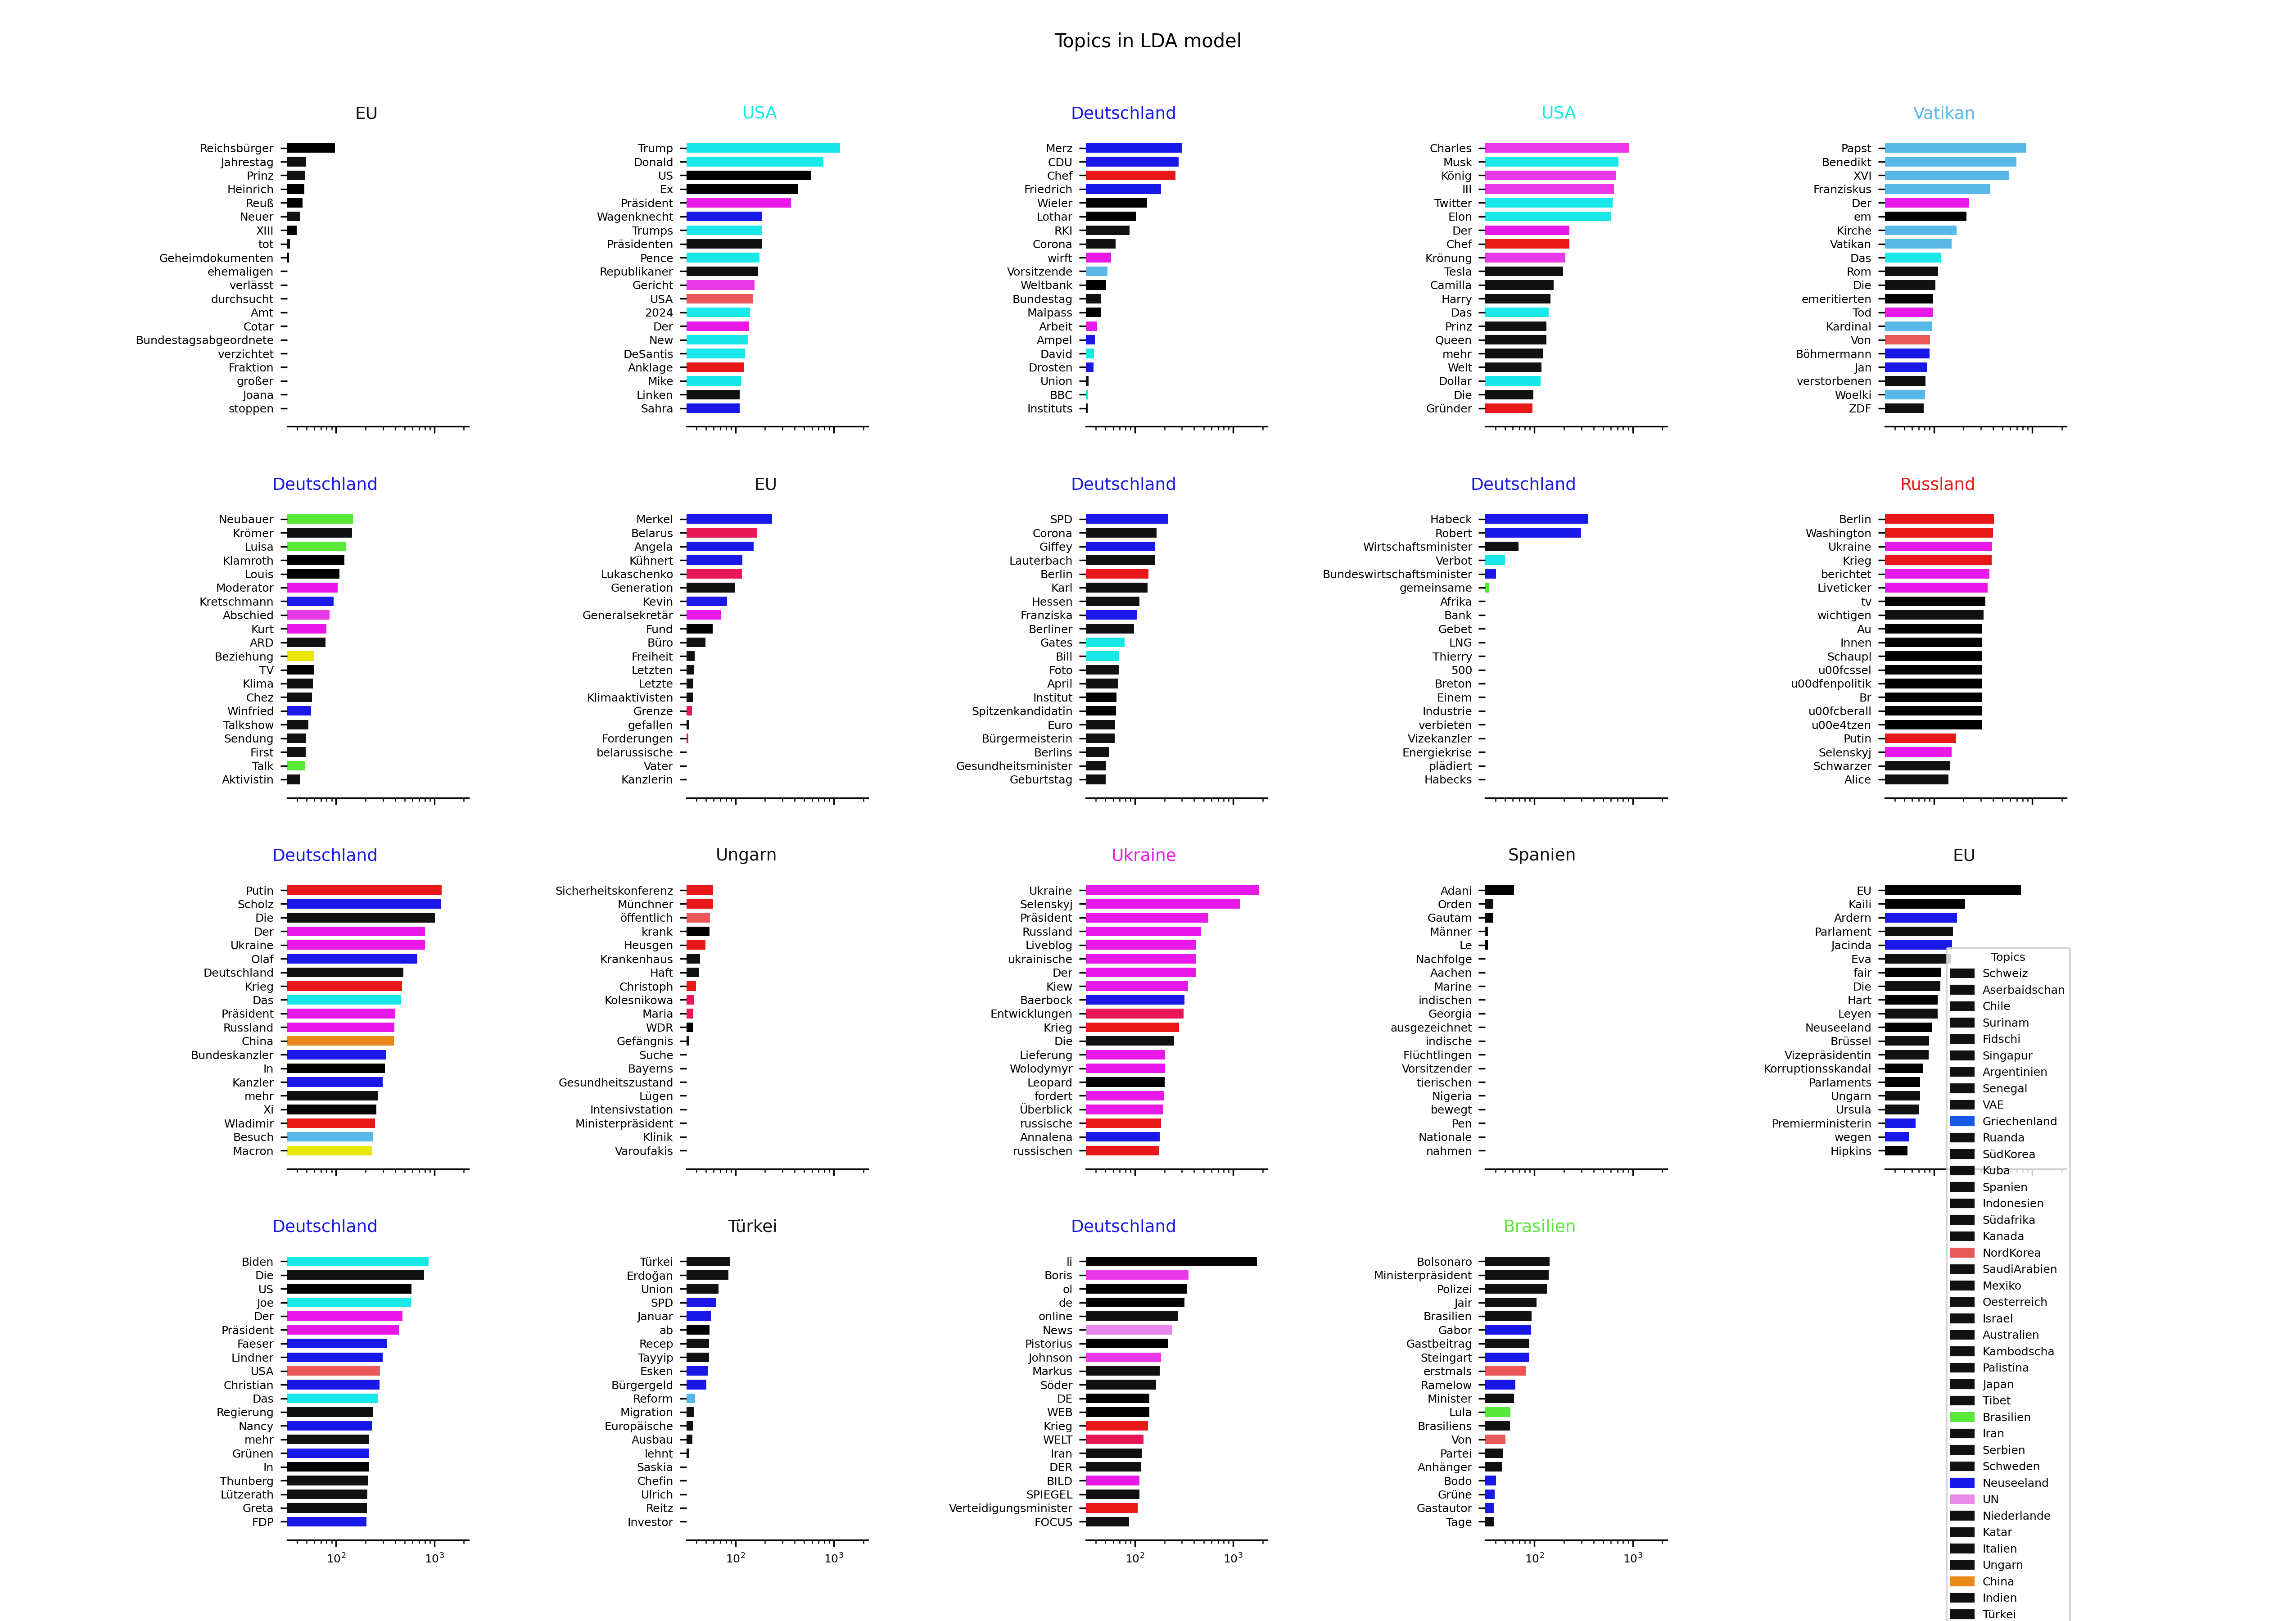 Topics in LDA model
EU
Reichsbürger
Jahrestag
Prinz
Heinrich
Reuß
Neuer
XIII
tot
Geheimdokumenten
ehemaligen
verlässt
durchsucht
Amt
Cotar
Bundestagsabgeordnete
verzichtet
Fraktion
großer
Joana
stoppen
USA
Trump
Donald
US
Ex
Präsident
Wagenknecht
Trumps
Präsidenten
Pence
Republikaner
Gericht
USA
2024
Der
New
DeSantis
Anklage
Mike
Linken
Sahra
Deutschland
Merz
CDU
Chef
Friedrich
Wieler
Lothar
RKI
Corona
wirft
Vorsitzende
Weltbank
Bundestag
Malpass
Arbeit
Ampel
David
Drosten
Union
BBC
Instituts
USA
Charles
Musk
König
III
Twitter
Elon
Der
Chef
Krönung
Tesla
Camilla
Harry
Das
Prinz
Queen
mehr
Welt
Dollar
Die
Gründer
Vatikan
Papst
Benedikt
XVI
Franziskus
Der
em
Kirche
Vatikan
Das
Rom
Die
emeritierten
Tod
Kardinal
Von
Böhmermann
Jan
verstorbenen
Woelki
ZDF
Deutschland
Neubauer
Krömer
Luisa
Klamroth
Louis
Moderator
Kretschmann
Abschied
Kurt
ARD
Beziehung
TV
Klima
Chez
Winfried
Talkshow
Sendung
First
Talk
Aktivistin
EU
Merkel
Belarus
Angela
Kühnert
Lukaschenko
Generation
Kevin
Generalsekretär
Fund
Büro
Freiheit
Letzten
Letzte
Klimaaktivisten
Grenze
gefallen
Forderungen
belarussische
Vater
Kanzlerin
Deutschland
SPD
Corona
Giffey
Lauterbach
Berlin
Karl
Hessen
Franziska
Berliner
Gates
Bill
Foto
April
Institut
Spitzenkandidatin
Euro
Bürgermeisterin
Berlins
Gesundheitsminister
Geburtstag
Deutschland
Habeck
Robert
Wirtschaftsminister
Verbot
Bundeswirtschaftsminister
gemeinsame
Afrika
Bank
Gebet
LNG
Thierry
500
Breton
Einem
Industrie
verbieten
Vizekanzler
Energiekrise
plädiert
Habecks
Russland
Berlin
Washington
Ukraine
Krieg
berichtet
Liveticker
tv
wichtigen
Au
Innen
Schaupl
u00fcssel
u00dfenpolitik
Br
u00fcberall
u00e4tzen
Putin
Selenskyj
Schwarzer
Alice
Deutschland
Putin
Scholz
Die
Der
Ukraine
Olaf
Deutschland
Krieg
Das
Präsident
Russland
China
Bundeskanzler
In
Kanzler
mehr
Xi
Wladimir
Besuch
Macron
Ungarn
Sicherheitskonferenz
Münchner
öffentlich
krank
Heusgen
Krankenhaus
Haft
Christoph
Kolesnikowa
Maria
WDR
Gefängnis
Suche
Bayerns
Gesundheitszustand
Lügen
Intensivstation
Ministerpräsident
Klinik
Varoufakis
Ukraine
Ukraine
Selenskyj
Präsident
Russland
Liveblog
ukrainische
Der
Kiew
Baerbock
Entwicklungen
Krieg
Die
Lieferung
Wolodymyr
Leopard
fordert
Überblick
russische
Annalena
russischen
Spanien
Adani
Orden
Gautam
Männer
Le
Nachfolge
Aachen
Marine
indischen
Georgia
ausgezeichnet
indische
Flüchtlingen
Vorsitzender
tierischen
Nigeria
bewegt
Pen
Nationale
nahmen
EU
EU
Kaili
Ardern
Parlament
Jacinda
Eva
fair
Die
Hart
Leyen
Neuseeland
Brüssel
Vizepräsidentin
Korruptionsskandal
Parlaments
Ungarn
Ursula
Premierministerin
wegen
Hipkins
Deutschland
Biden
Die
US
Joe
Der
Präsident
Faeser
Lindner
USA
Christian
Das
Regierung
Nancy
mehr
Grünen
In
Thunberg
Lützerath
Greta
FDP
10²
10³
Türkei
Türkei
Erdoğan
Union
SPD
Januar
ab
Recep
Tayyip
Esken
Bürgergeld
Reform
Migration
Europäische
Ausbau
lehnt
Saskia
Chefin
Ulrich
Reitz
Investor
10²
10³
Deutschland
li
Boris
ol
de
online
News
Pistorius
Johnson
Markus
Söder
DE
WEB
Krieg
WELT
Iran
DER
BILD
SPIEGEL
Verteidigungsminister
FOCUS
10²
10³
Brasilien
Bolsonaro
Ministerpräsident
Polizei
Jair
Brasilien
Gabor
Gastbeitrag
Steingart
erstmals
Ramelow
Minister
Lula
Brasiliens
Von
Partei
Anhänger
Bodo
Grüne
Gastautor
Tage
10²
10³
Topics
Schweiz
Aserbaidschan
Chile
Surinam
Fidschi
Singapur
Argentinien
Senegal
VAE
Griechenland
Ruanda
SüdKorea
Kuba
Spanien
Indonesien
Südafrika
Kanada
NordKorea
SaudiArabien
Mexiko
Oesterreich
Israel
Australien
Kambodscha
Palistina
Japan
Tibet
Brasilien
Iran
Serbien
Schweden
Neuseeland
UN
Niederlande
Katar
Italien
Ungarn
China
Indien
Türkei